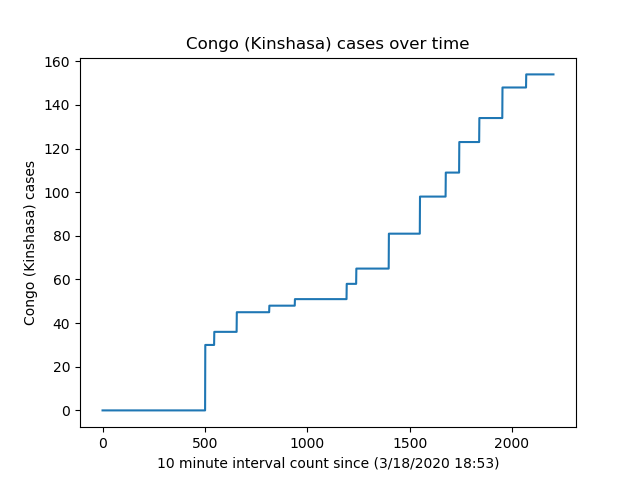 Congo (Kinshasa) cases over time
160
140
120
100
80
60
40
20
0
Congo (Kinshasa) cases
0 500 1000 1500 2000
10 minute interval count since (3/18/2020 18:53)